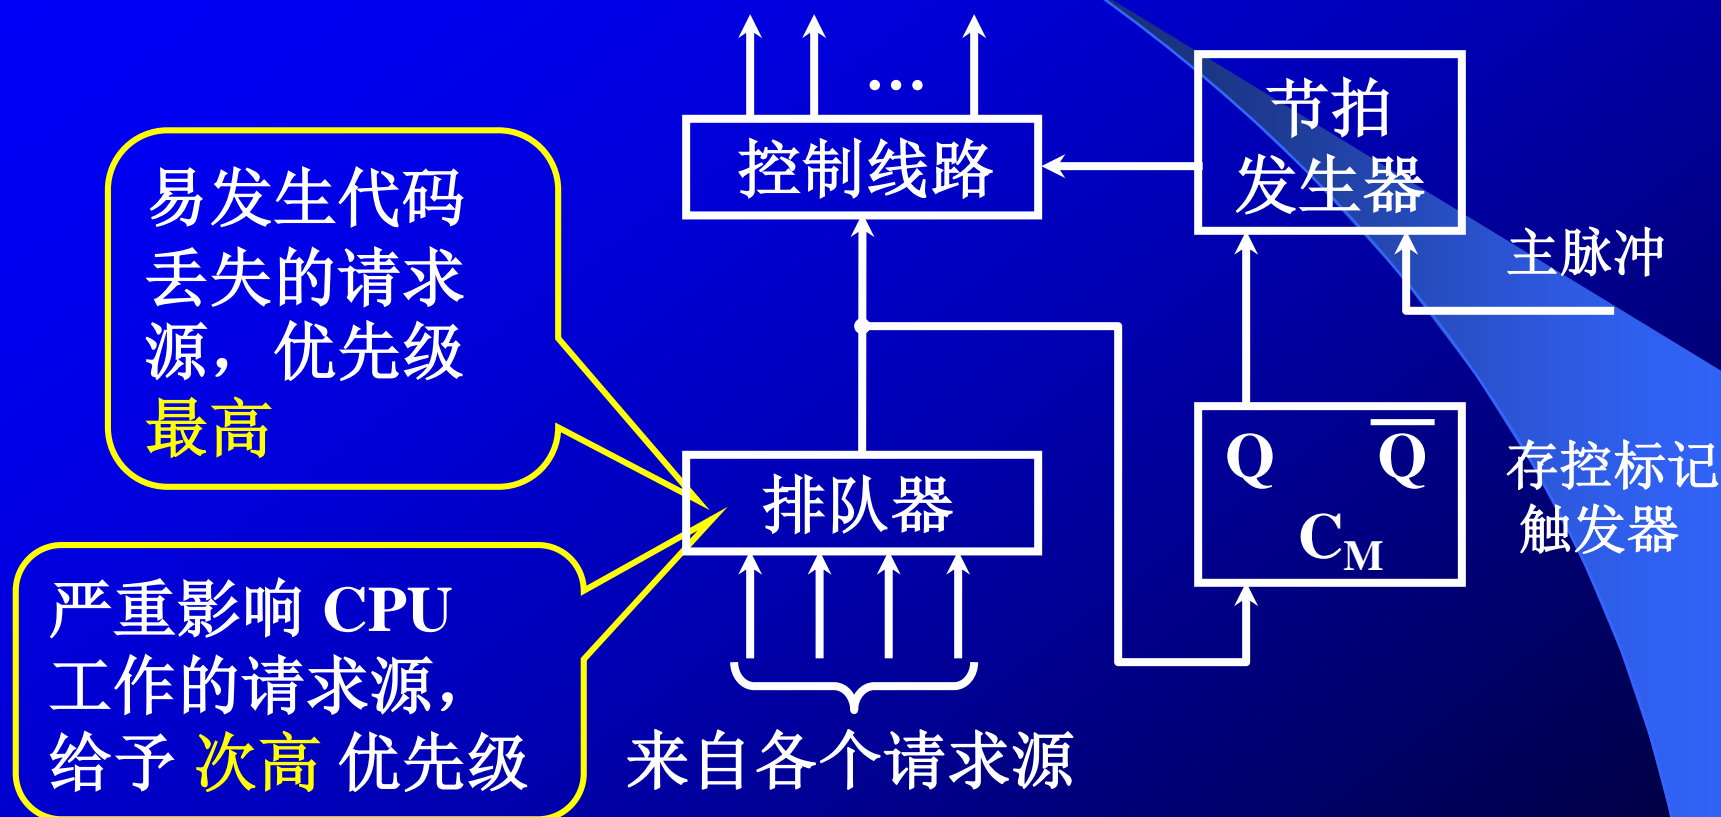 …
控制线路
节拍
发生器
主脉冲
易发生代码
丢失的请求
源，优先级
最高
Q Q̅
C_M
存控标记
触发器
排队器
严重影响 CPU
工作的请求源，
给予 次高 优先级
来自各个请求源